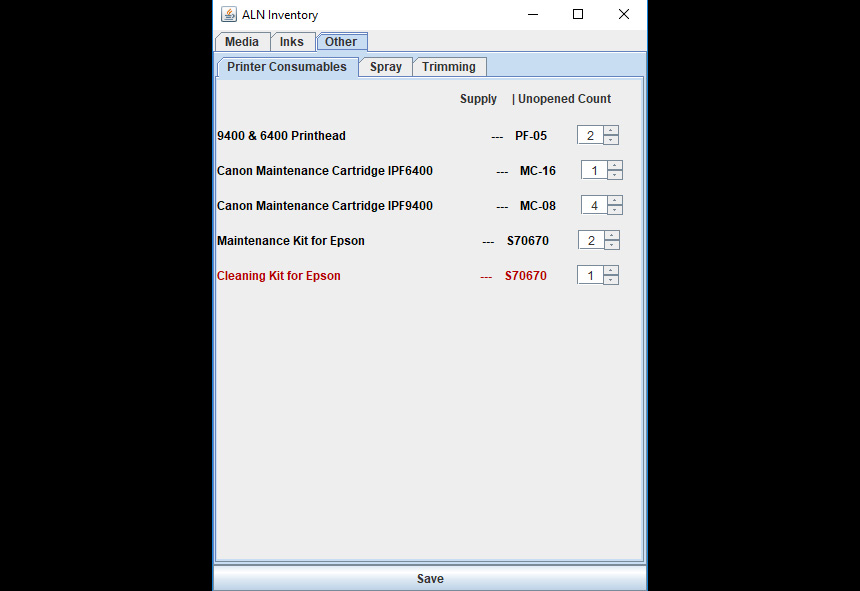 ALN Inventory
Media Inks Other
Printer Consumables Spray Trimming
Supply | Unopened Count
9400 & 6400 Printhead --- PF-05 2
Canon Maintenance Cartridge IPF6400 --- MC-16 1
Canon Maintenance Cartridge IPF9400 --- MC-08 4
Maintenance Kit for Epson --- S70670 2
Cleaning Kit for Epson --- S70670 1
Save